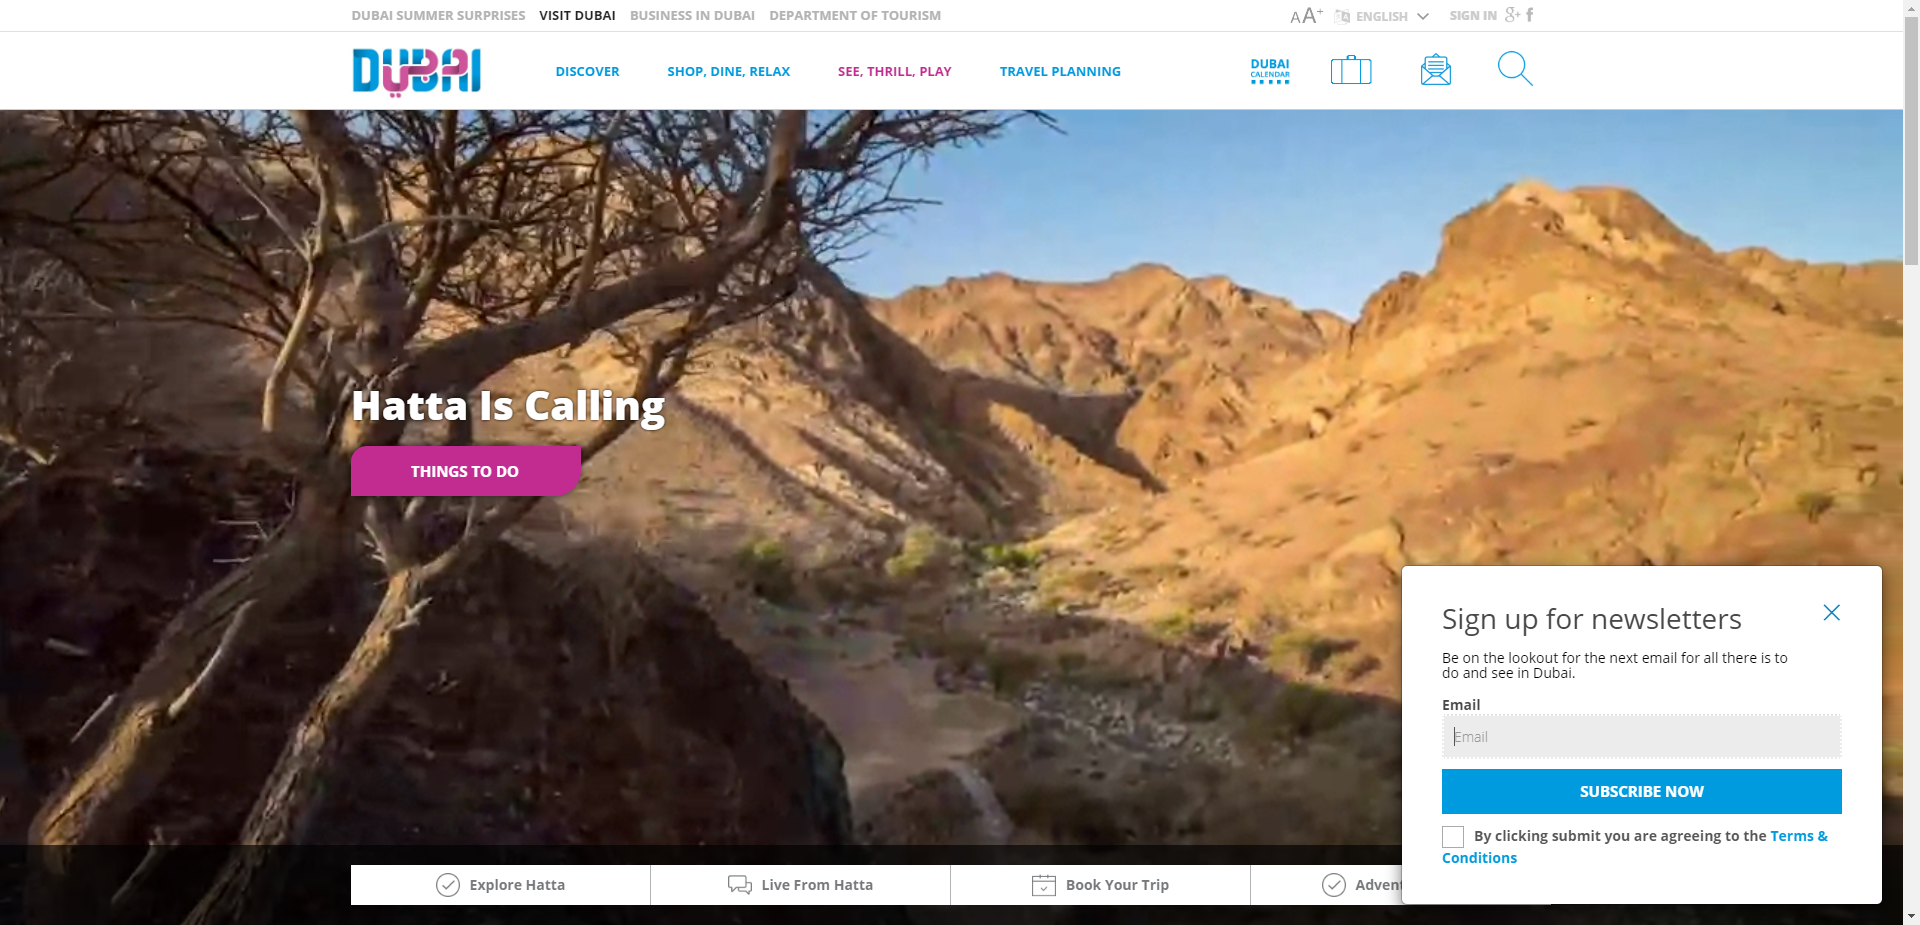 DUBAI SUMMER SURPRISES VISIT DUBAI BUSINESS IN DUBAI DEPARTMENT OF TOURISM
AA+ ENGLISH SIGN IN g+ f
DUBAI
DISCOVER SHOP, DINE, RELAX SEE, THRILL, PLAY TRAVEL PLANNING
DUBAI
CALENDAR
Hatta Is Calling
THINGS TO DO
Sign up for newsletters
Be on the lookout for the next email for all there is to
do and see in Dubai.
Email
Email
SUBSCRIBE NOW
By clicking submit you are agreeing to the Terms &
Conditions
Explore Hatta Live From Hatta Book Your Trip Advent